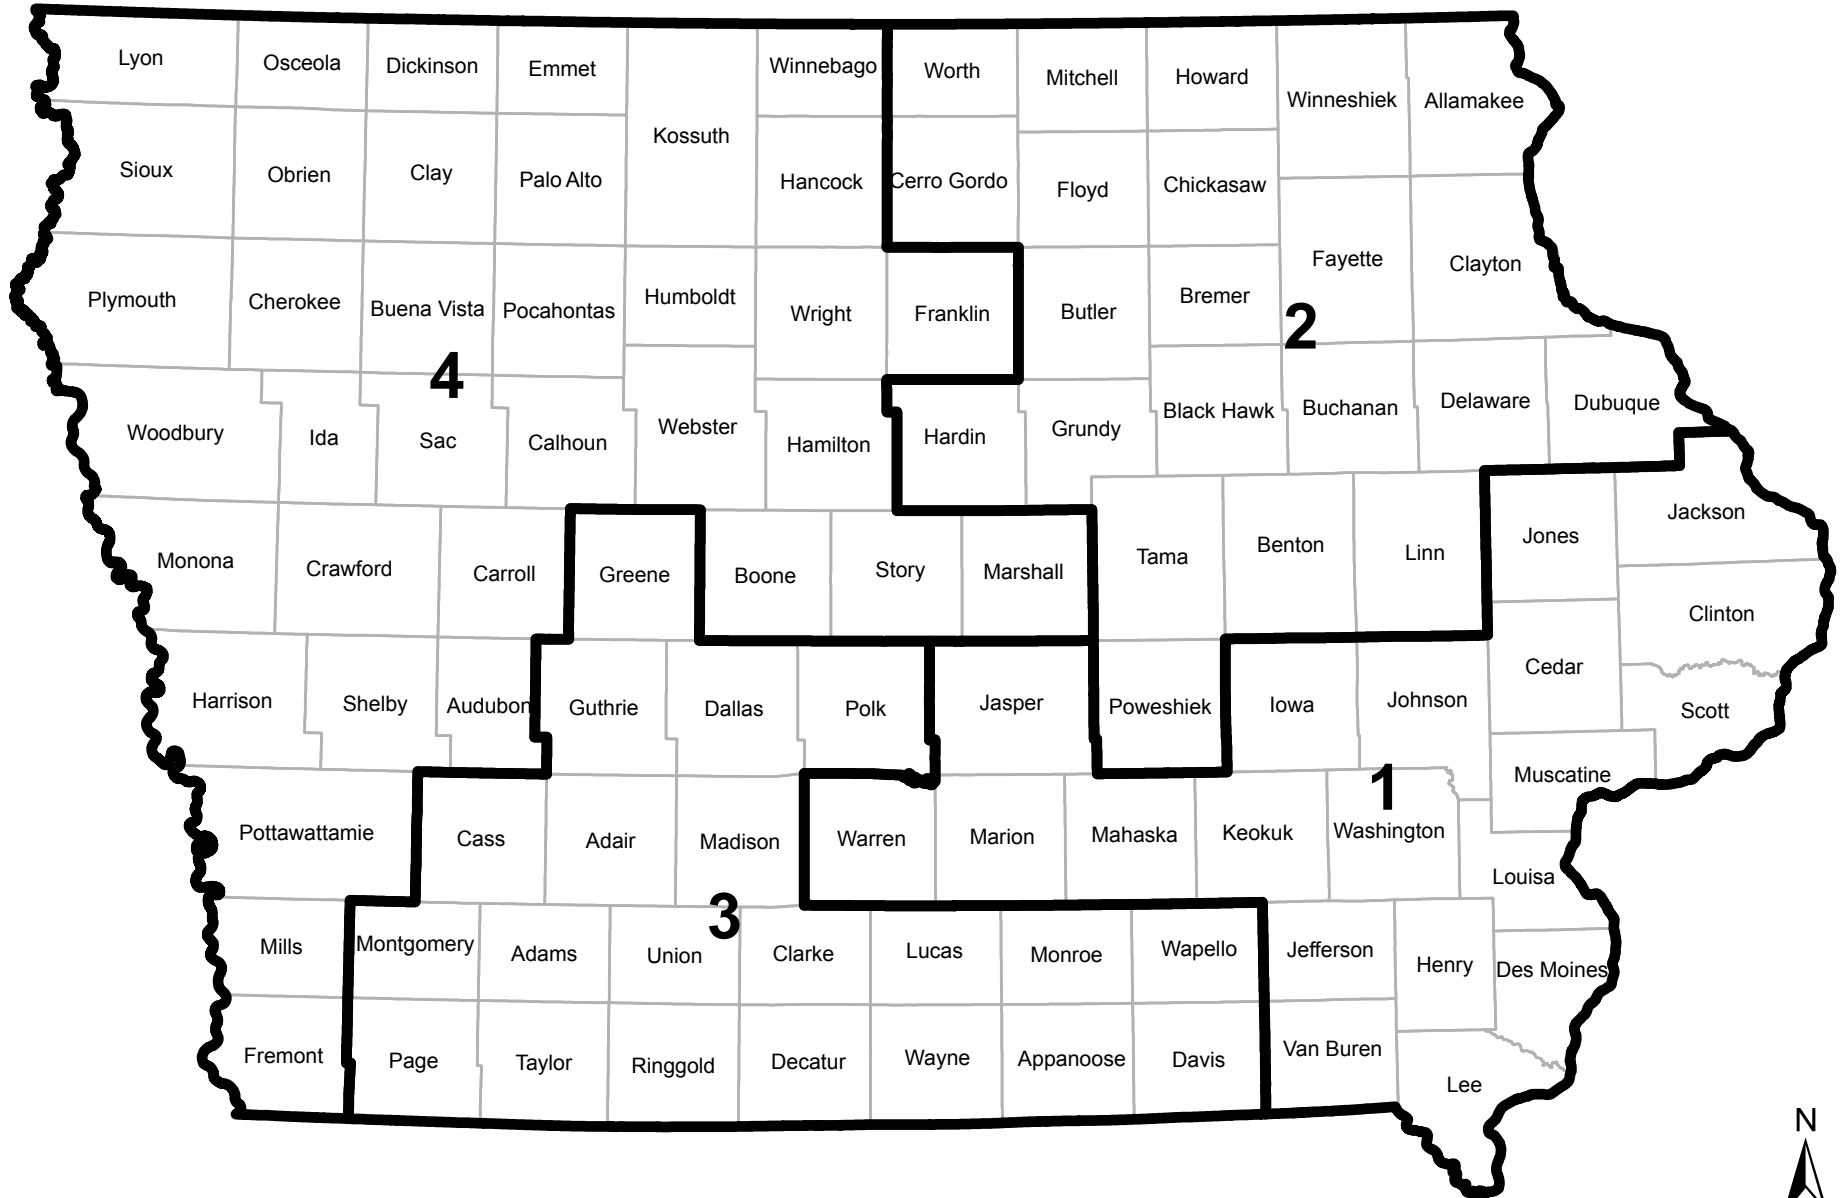 Lyon
Osceola
Dickinson
Emmet
Kossuth
Winnebago
Worth
Mitchell
Howard
Winneshiek
Allamakee
Sioux
Obrien
Clay
Palo Alto
Hancock
Cerro Gordo
Floyd
Chickasaw
Fayette
Clayton
Plymouth
Cherokee
Buena Vista
Pocahontas
Humboldt
Wright
Franklin
Butler
Bremer
2
4
Woodbury
Ida
Sac
Calhoun
Webster
Hamilton
Hardin
Grundy
Black Hawk
Buchanan
Delaware
Dubuque
Monona
Crawford
Carroll
Greene
Boone
Story
Marshall
Tama
Benton
Linn
Jones
Jackson
Clinton
Harrison
Shelby
Audubon
Guthrie
Dallas
Polk
Jasper
Poweshiek
Iowa
Johnson
Cedar
Scott
Muscatine
1
Pottawattamie
Cass
Adair
Madison
Warren
Marion
Mahaska
Keokuk
Washington
Louisa
3
Mills
Montgomery
Adams
Union
Clarke
Lucas
Monroe
Wapello
Jefferson
Henry
Des Moines
Fremont
Page
Taylor
Ringgold
Decatur
Wayne
Appanoose
Davis
Van Buren
Lee
N